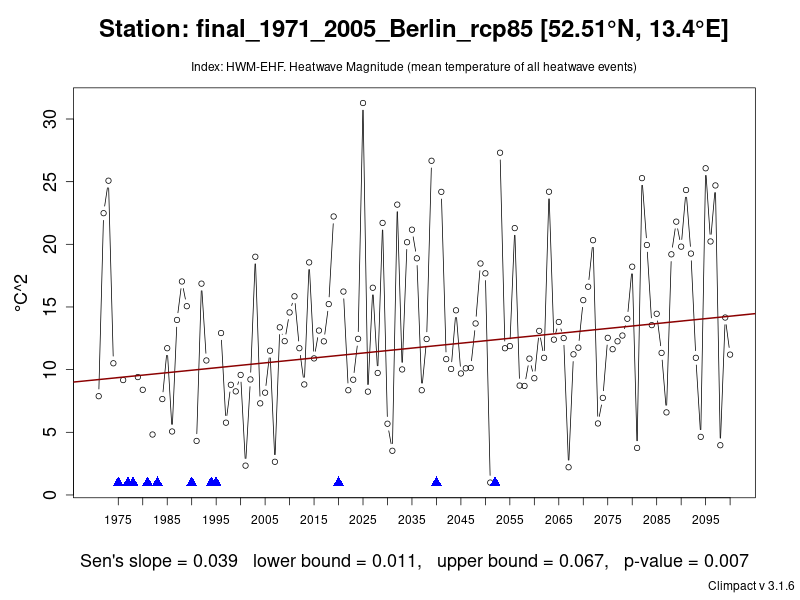 Station: final_1971_2005_Berlin_rcp85 [52.51°N, 13.4°E]
Index: HWM-EHF. Heatwave Magnitude (mean temperature of all heatwave events)
30
25
20
15
10
5
0
°C^2
1975 1985 1995 2005 2015 2025 2035 2045 2055 2065 2075 2085 2095
Sen's slope = 0.039 lower bound = 0.011, upper bound = 0.067, p-value = 0.007
Climpact v 3.1.6